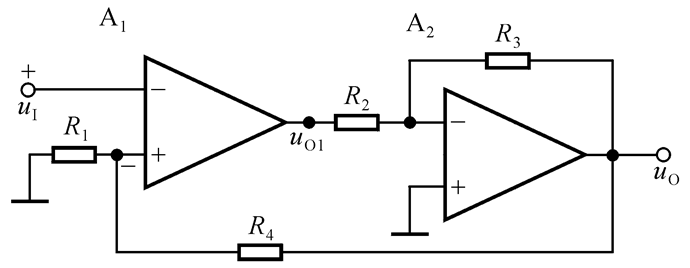 A₁
A₂
R₃
+
uI
−
R₂
−
R₁
uO1
+
−
+
uO
R₄